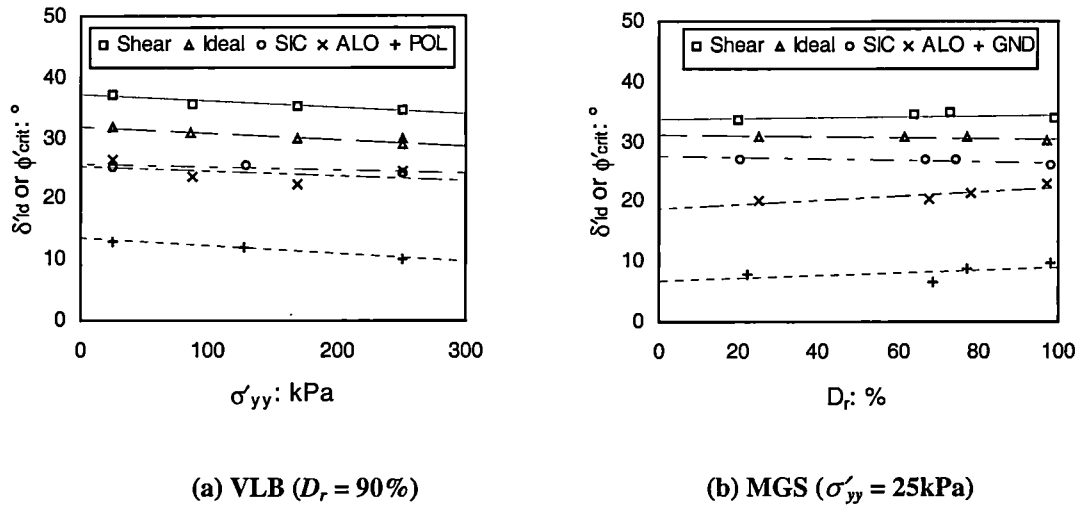 50
□ Shear △ Ideal ○ SIC × ALO + POL
40
30
20
10
0
0 100 200 300
δ′ld or ϕ′crit: °
σ′yy: kPa
(a) VLB (Dr = 90%)
50
□ Shear △ Ideal ○ SIC × ALO + GND
40
30
20
10
0
0 20 40 60 80 100
δ′ld or ϕ′crit: °
Dr: %
(b) MGS (σ′yy = 25kPa)